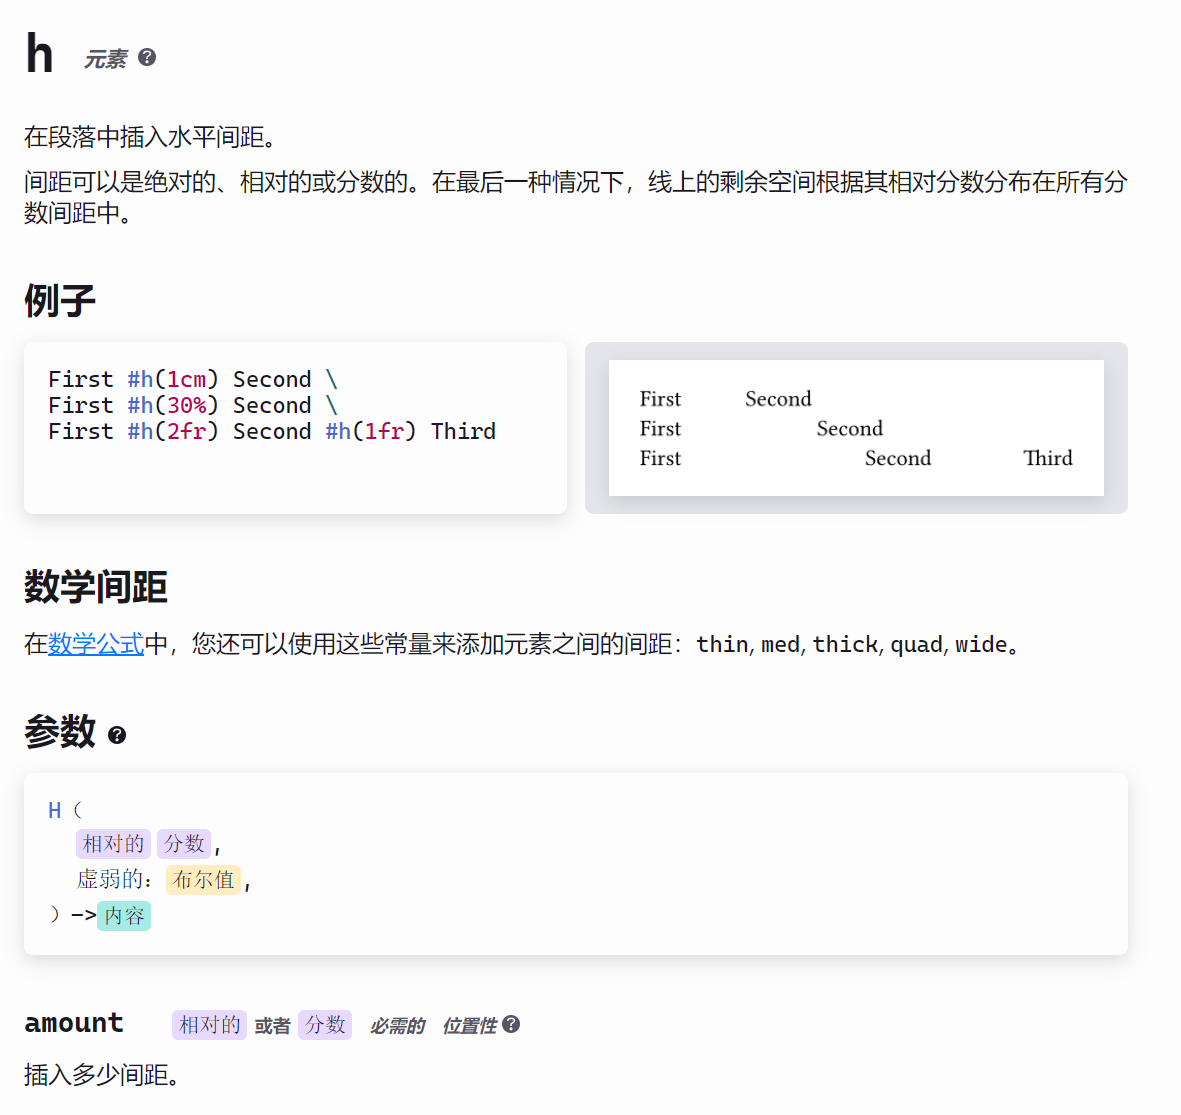 h 元素 ?
在段落中插入水平间距。
间距可以是绝对的、相对的或分数的。在最后一种情况下，线上的剩余空间根据其相对分数分布在所有分
数间距中。
例子
First #h(1cm) Second \
First #h(30%) Second \
First #h(2fr) Second #h(1fr) Third
First Second
First Second
First Second Third
数学间距
在数学公式中，您还可以使用这些常量来添加元素之间的间距：thin, med, thick, quad, wide。
参数 ?
H（
相对的 分数 ,
虚弱的：布尔值 ,
）->内容
amount 相对的 或者 分数 必需的 位置性 ?
插入多少间距。